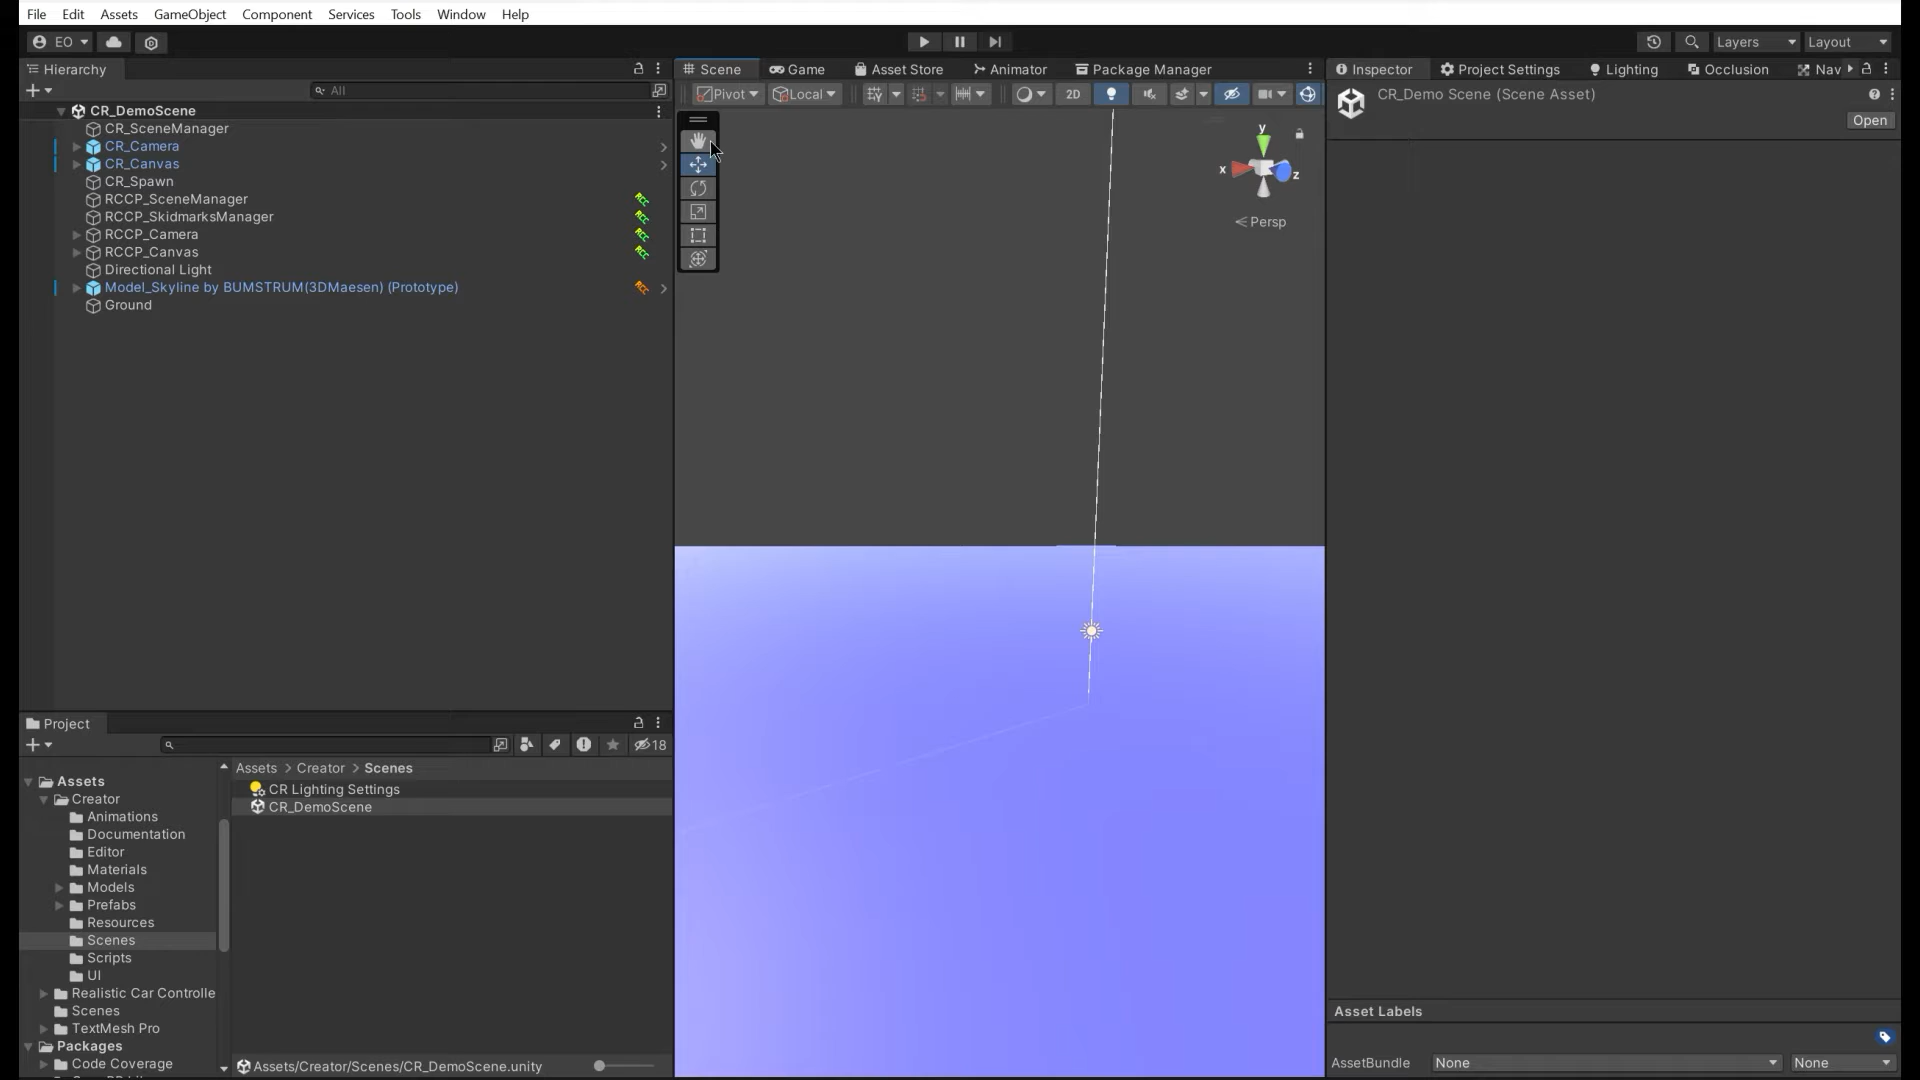 File Edit Assets GameObject Component Services Tools Window Help
EO
Layers Layout
Hierarchy
All
CR_DemoScene
CR_SceneManager
CR_Camera
CR_Canvas
CR_Spawn
RCCP_SceneManager
RCCP_SkidmarksManager
RCCP_Camera
RCCP_Canvas
Directional Light
Model_Skyline by BUMSTRUM(3DMaesen) (Prototype)
Ground
Scene Game Asset Store Animator Package Manager
Pivot Local 2D
y
x
z
Persp
Inspector Project Settings Lighting Occlusion Nav
CR_Demo Scene (Scene Asset)
Open
Project
18
Assets
Creator
Animations
Documentation
Editor
Materials
Models
Prefabs
Resources
Scenes
Scripts
UI
Realistic Car Controlle
Scenes
TextMesh Pro
Packages
Code Coverage
Assets > Creator > Scenes
CR Lighting Settings
CR_DemoScene
Assets/Creator/Scenes/CR_DemoScene.unity
Asset Labels
AssetBundle None None